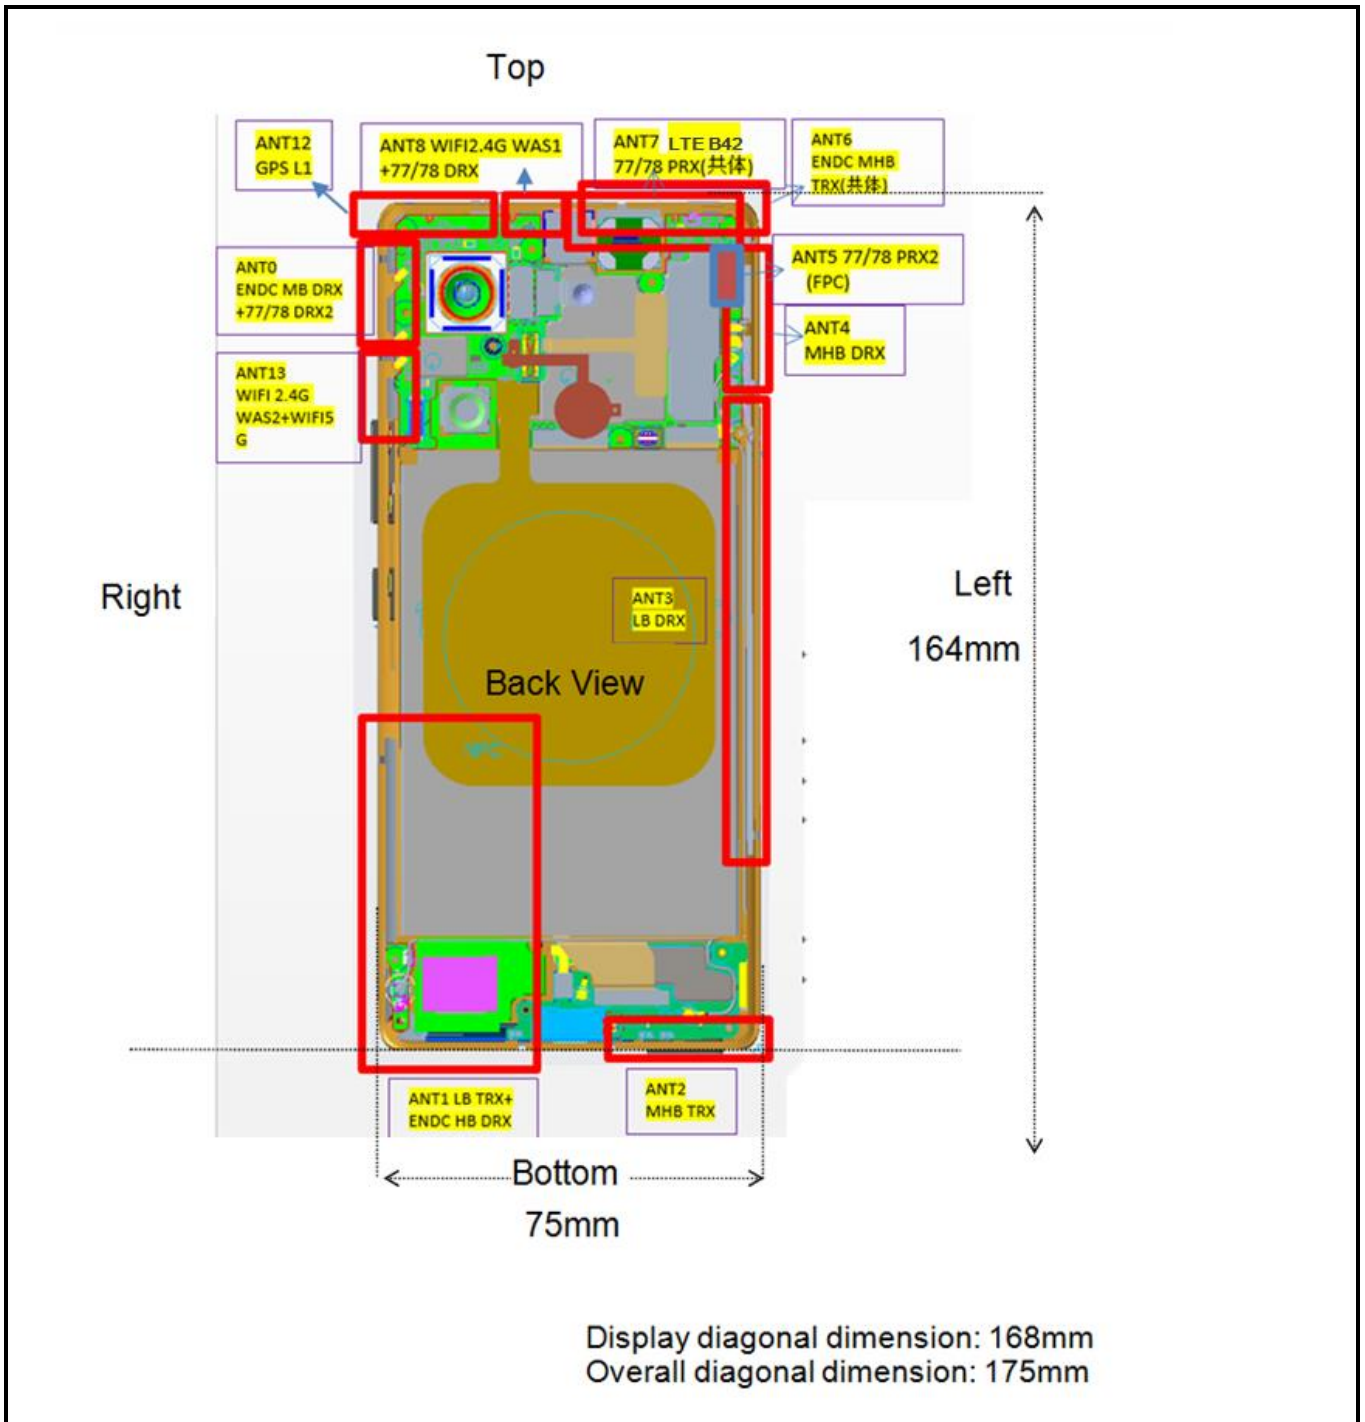 Top
ANT12
GPS L1
ANT8 WIFI2.4G WAS1
+77/78 DRX
ANT7 LTE B42
77/78 PRX(共体)
ANT6
ENDC MHB
TRX(共体)
ANT0
ENDC MB DRX
+77/78 DRX2
ANT5 77/78 PRX2
(FPC)
ANT4
MHB DRX
ANT13
WIFI 2.4G
WAS2+WIFI5
G
Right
Left
164mm
ANT3
LB DRX
Back View
ANT1 LB TRX+
ENDC HB DRX
ANT2
MHB TRX
Bottom
75mm
Display diagonal dimension: 168mm
Overall diagonal dimension: 175mm